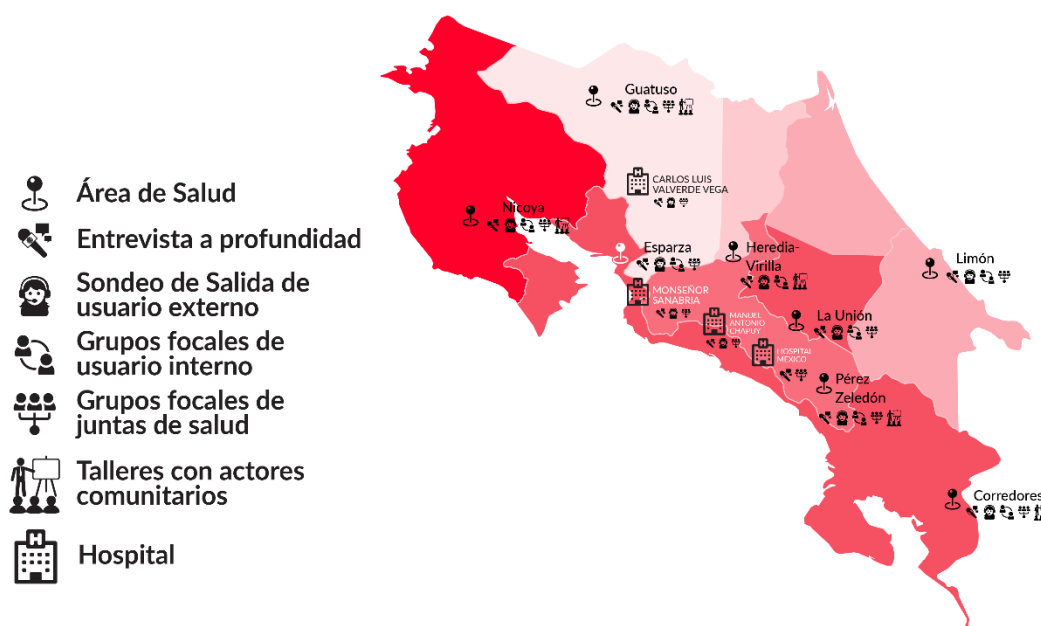 Área de Salud
Entrevista a profundidad
Sondeo de Salida de
usuario externo
Grupos focales de
usuario interno
Grupos focales de
juntas de salud
Talleres con actores
comunitarios
Hospital
Guatuso
CARLOS LUIS
VALVERDE VEGA
Nicoya
Esparza
Heredia-
Virilla
Limón
MONSEÑOR
SANABRIA
MANUEL
ANTONIO
CHAPUY
La Unión
HOSPITAL
MÉXICO
Pérez
Zeledón
Corredores